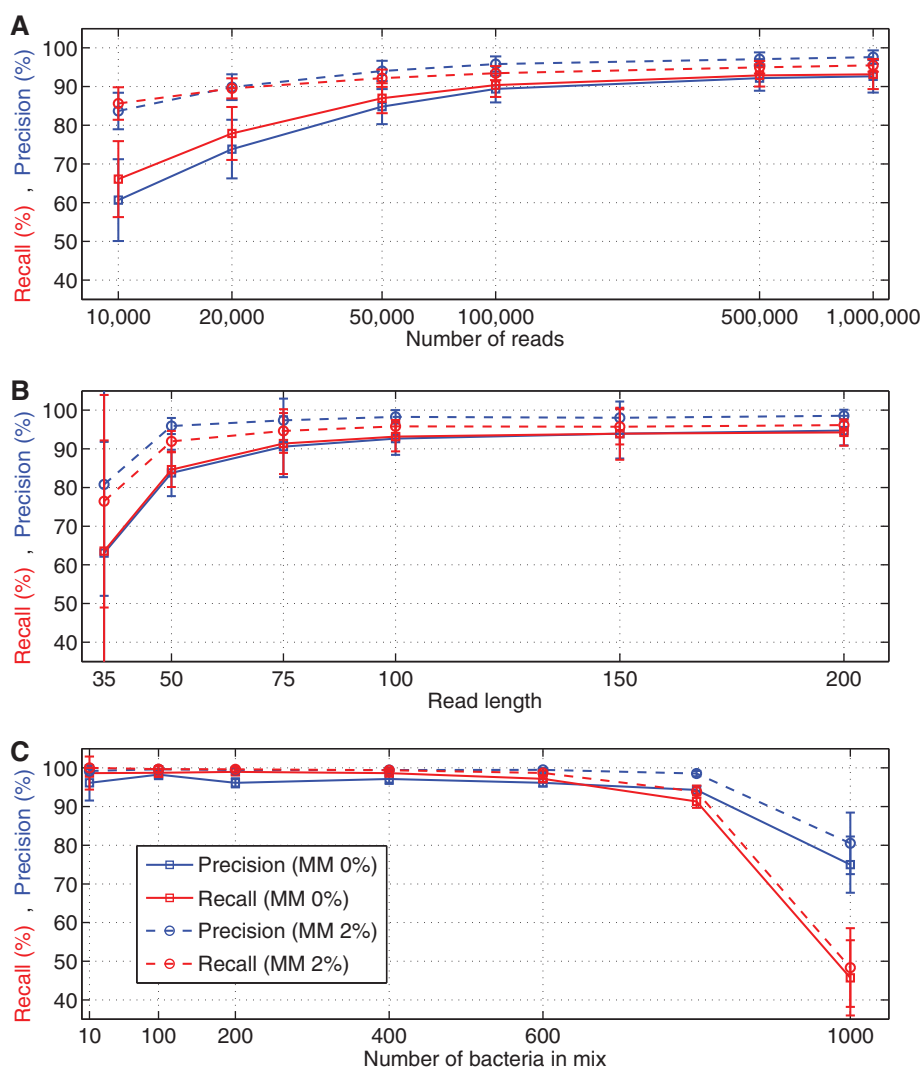 A
Recall (%) , Precision (%)
100
90
80
70
60
50
40
10,000 20,000 50,000 100,000 500,000 1,000,000
Number of reads
B
Recall (%) , Precision (%)
100
90
80
70
60
50
40
35 50 75 100 150 200
Read length
C
Recall (%) , Precision (%)
100
90
80
70
60
50
40
Precision (MM 0%)
Recall (MM 0%)
Precision (MM 2%)
Recall (MM 2%)
10 100 200 400 600 1000
Number of bacteria in mix